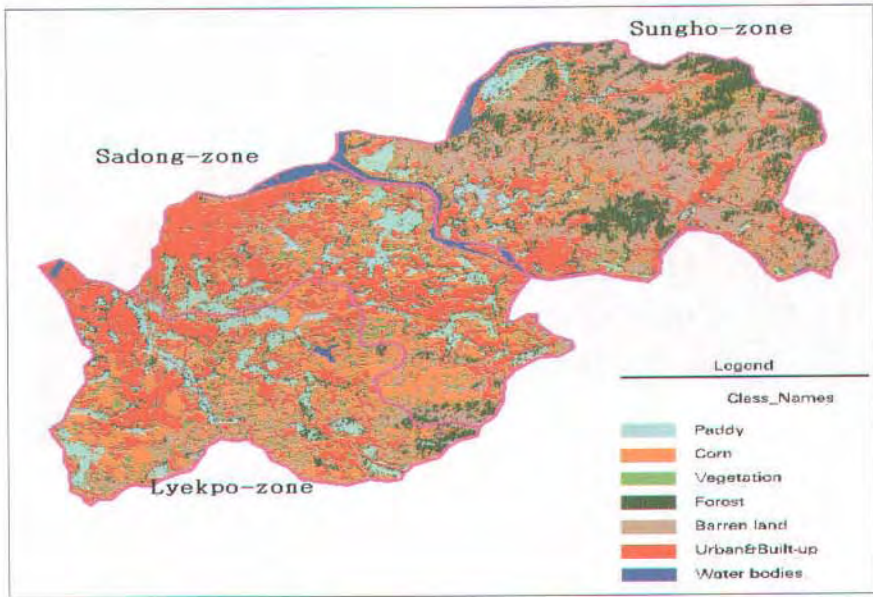 Sungho-zone
Sadong-zone
Lyekpo-zone
Legend
Class_Names
Paddy
Corn
Vegetation
Forest
Barren land
Urban&Built-up
Water bodies